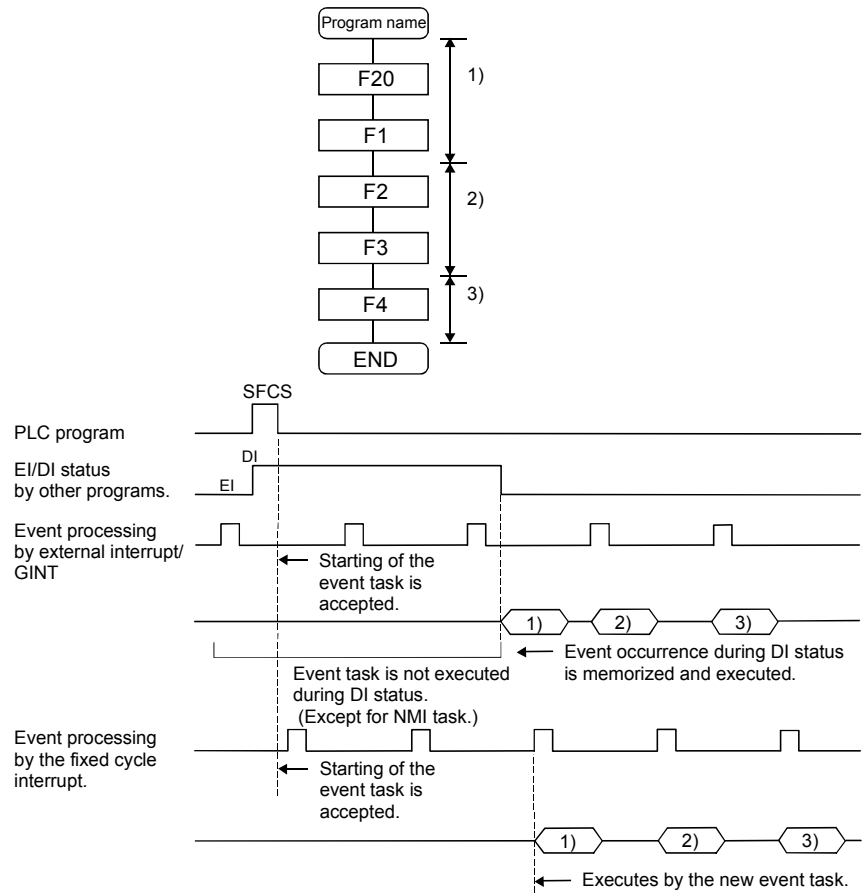 Program name
F20
1)
F1
F2
2)
F3
F4
3)
END
SFCS
PLC program
DI
EI/DI status
by other programs.
EI
Event processing
by external interrupt/
GINT
Starting of the
event task is
accepted.
1)
2)
3)
Event occurrence during DI status
is memorized and executed.
Event task is not executed
during DI status.
(Except for NMI task.)
Event processing
by the fixed cycle
interrupt.
Starting of the
event task is
accepted.
1)
2)
3)
Executes by the new event task.